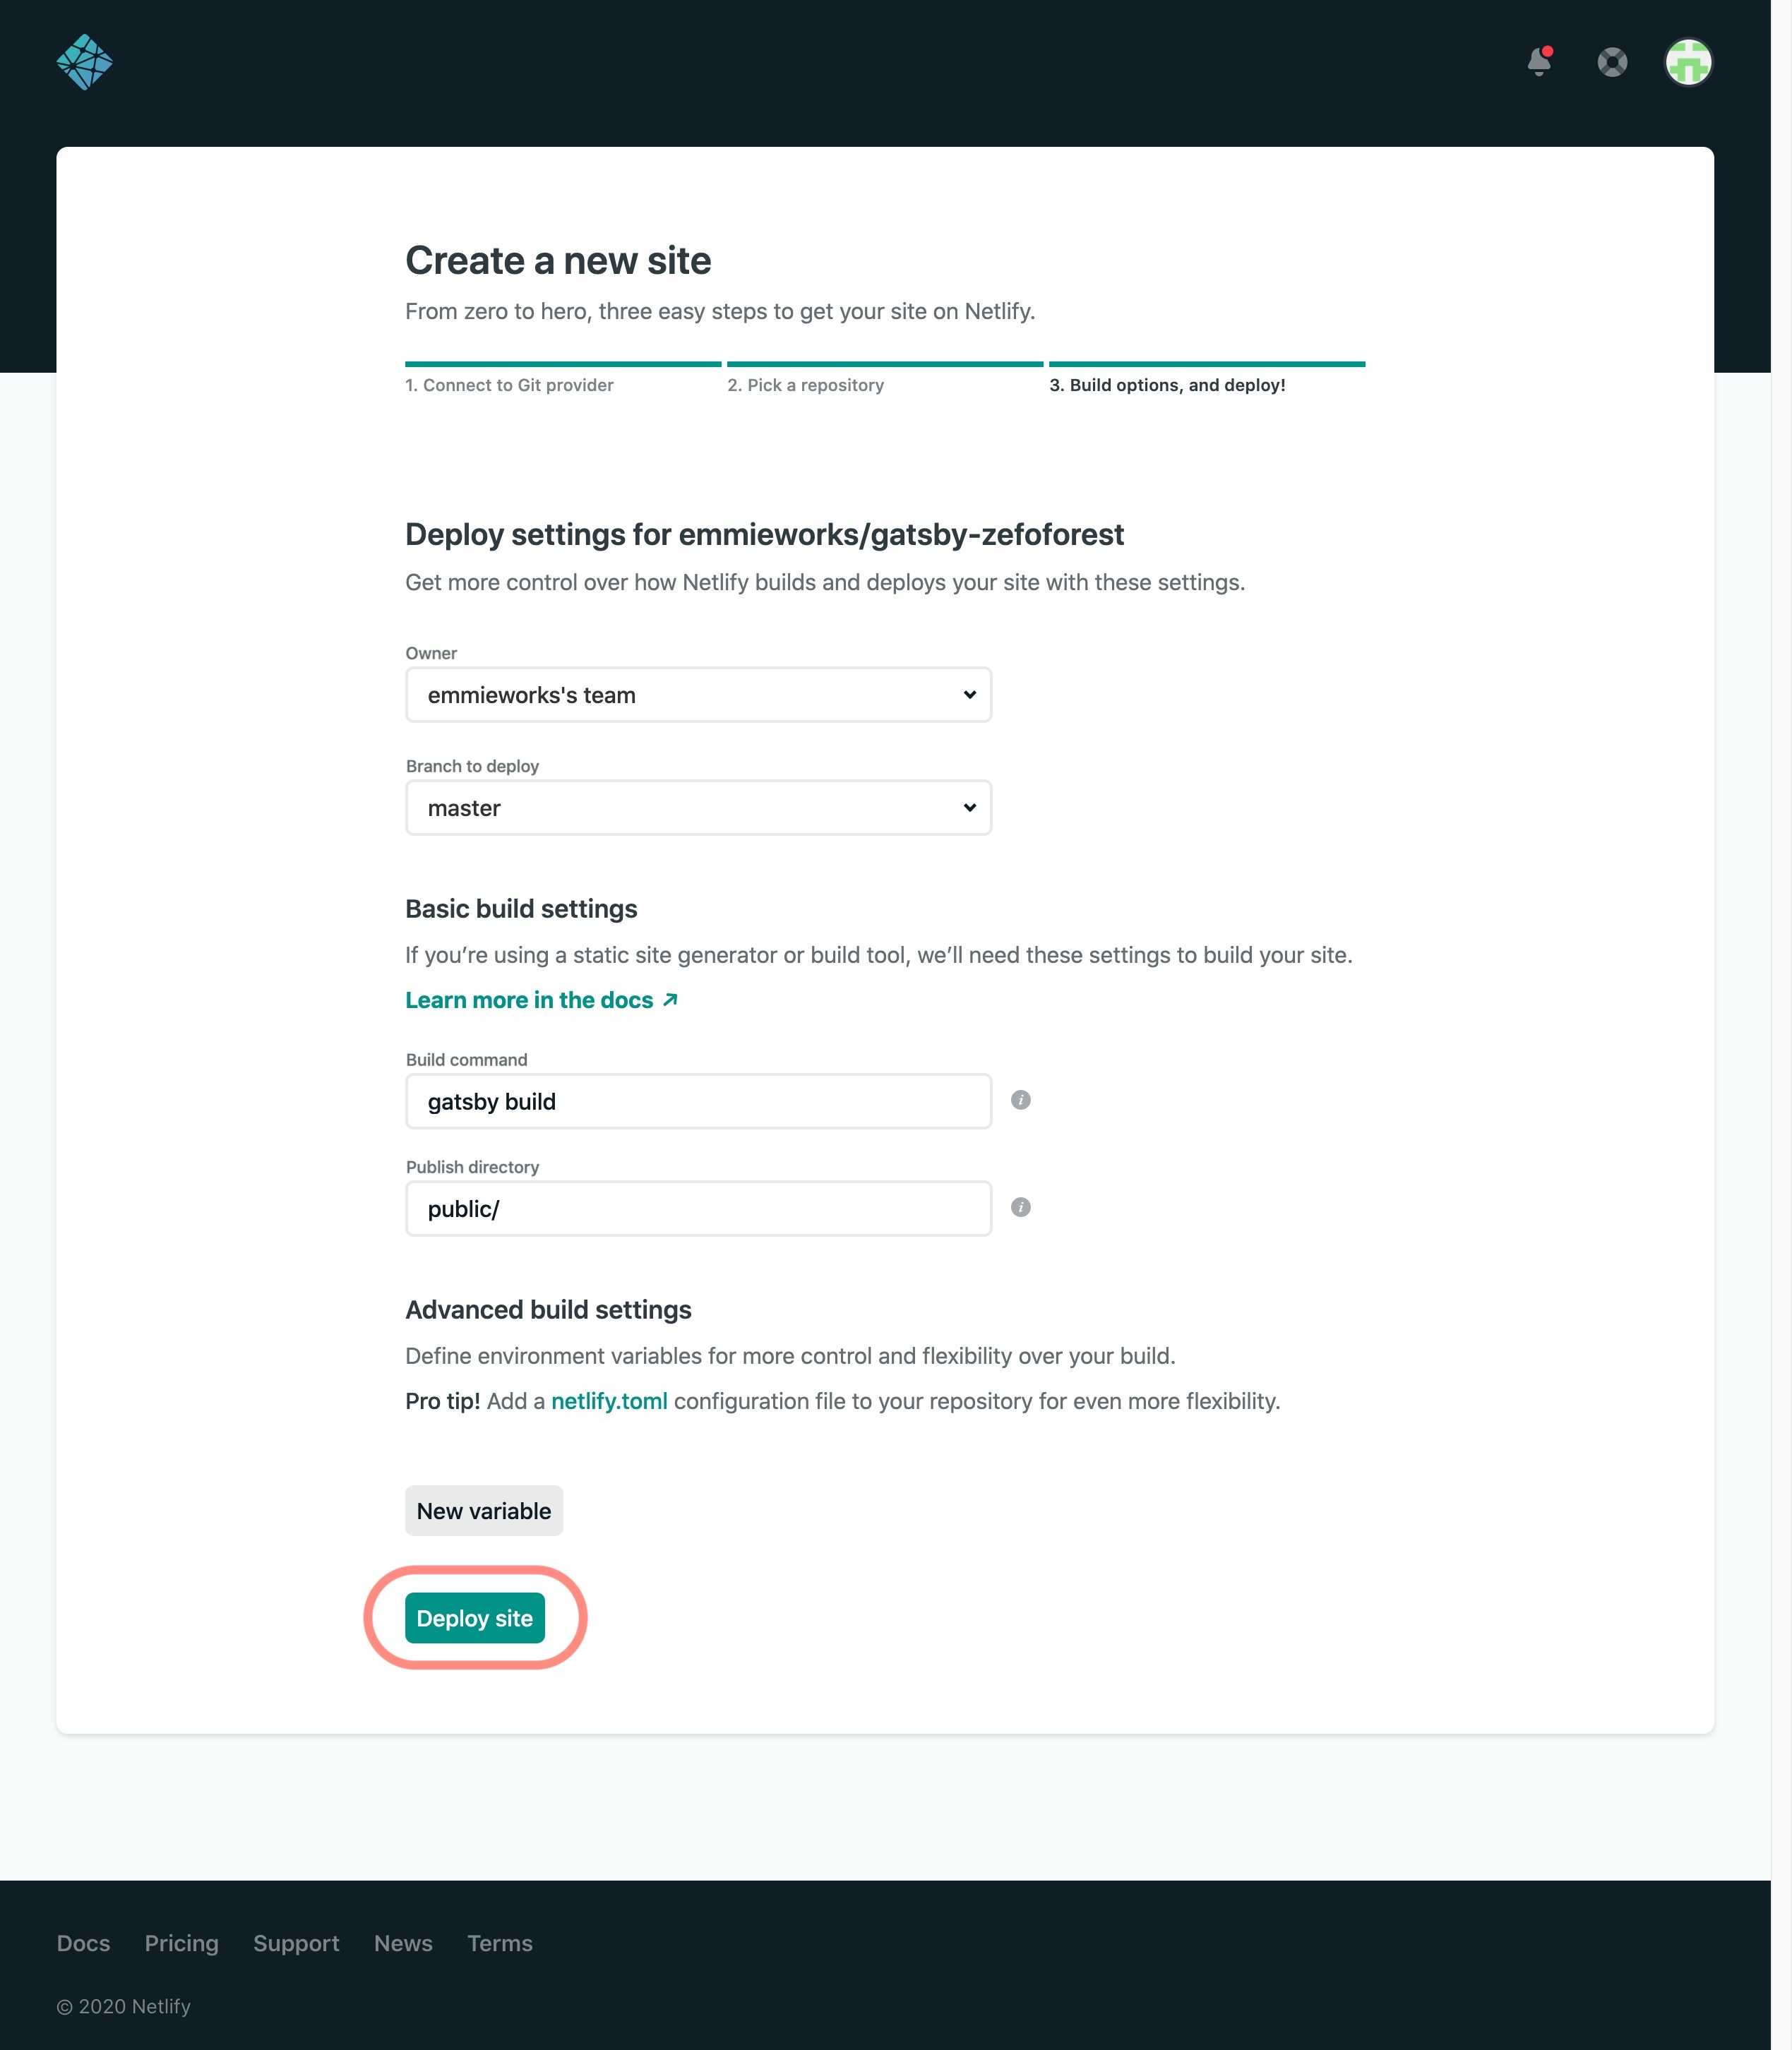 Create a new site
From zero to hero, three easy steps to get your site on Netlify.
1. Connect to Git provider
2. Pick a repository
3. Build options, and deploy!
Deploy settings for emmieworks/gatsby-zefoforest
Get more control over how Netlify builds and deploys your site with these settings.
Owner
emmieworks's team
Branch to deploy
master
Basic build settings
If you’re using a static site generator or build tool, we’ll need these settings to build your site.
Learn more in the docs ↗
Build command
gatsby build
i
Publish directory
public/
i
Advanced build settings
Define environment variables for more control and flexibility over your build.
Pro tip! Add a netlify.toml configuration file to your repository for even more flexibility.
New variable
Deploy site
Docs Pricing Support News Terms
© 2020 Netlify